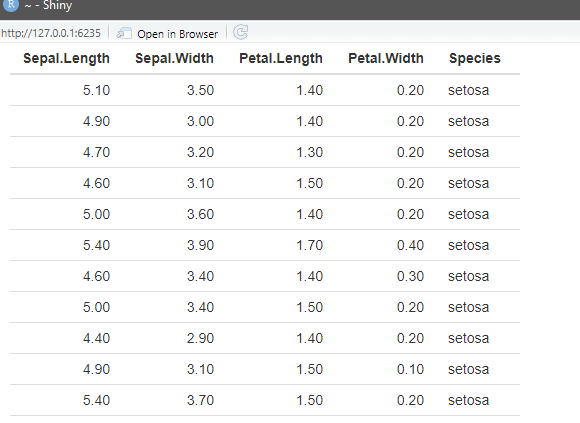 R ~ - Shiny
http://127.0.0.1:6235 Open in Browser
Sepal.Length Sepal.Width Petal.Length Petal.Width Species
5.10 3.50 1.40 0.20 setosa
4.90 3.00 1.40 0.20 setosa
4.70 3.20 1.30 0.20 setosa
4.60 3.10 1.50 0.20 setosa
5.00 3.60 1.40 0.20 setosa
5.40 3.90 1.70 0.40 setosa
4.60 3.40 1.40 0.30 setosa
5.00 3.40 1.50 0.20 setosa
4.40 2.90 1.40 0.20 setosa
4.90 3.10 1.50 0.10 setosa
5.40 3.70 1.50 0.20 setosa